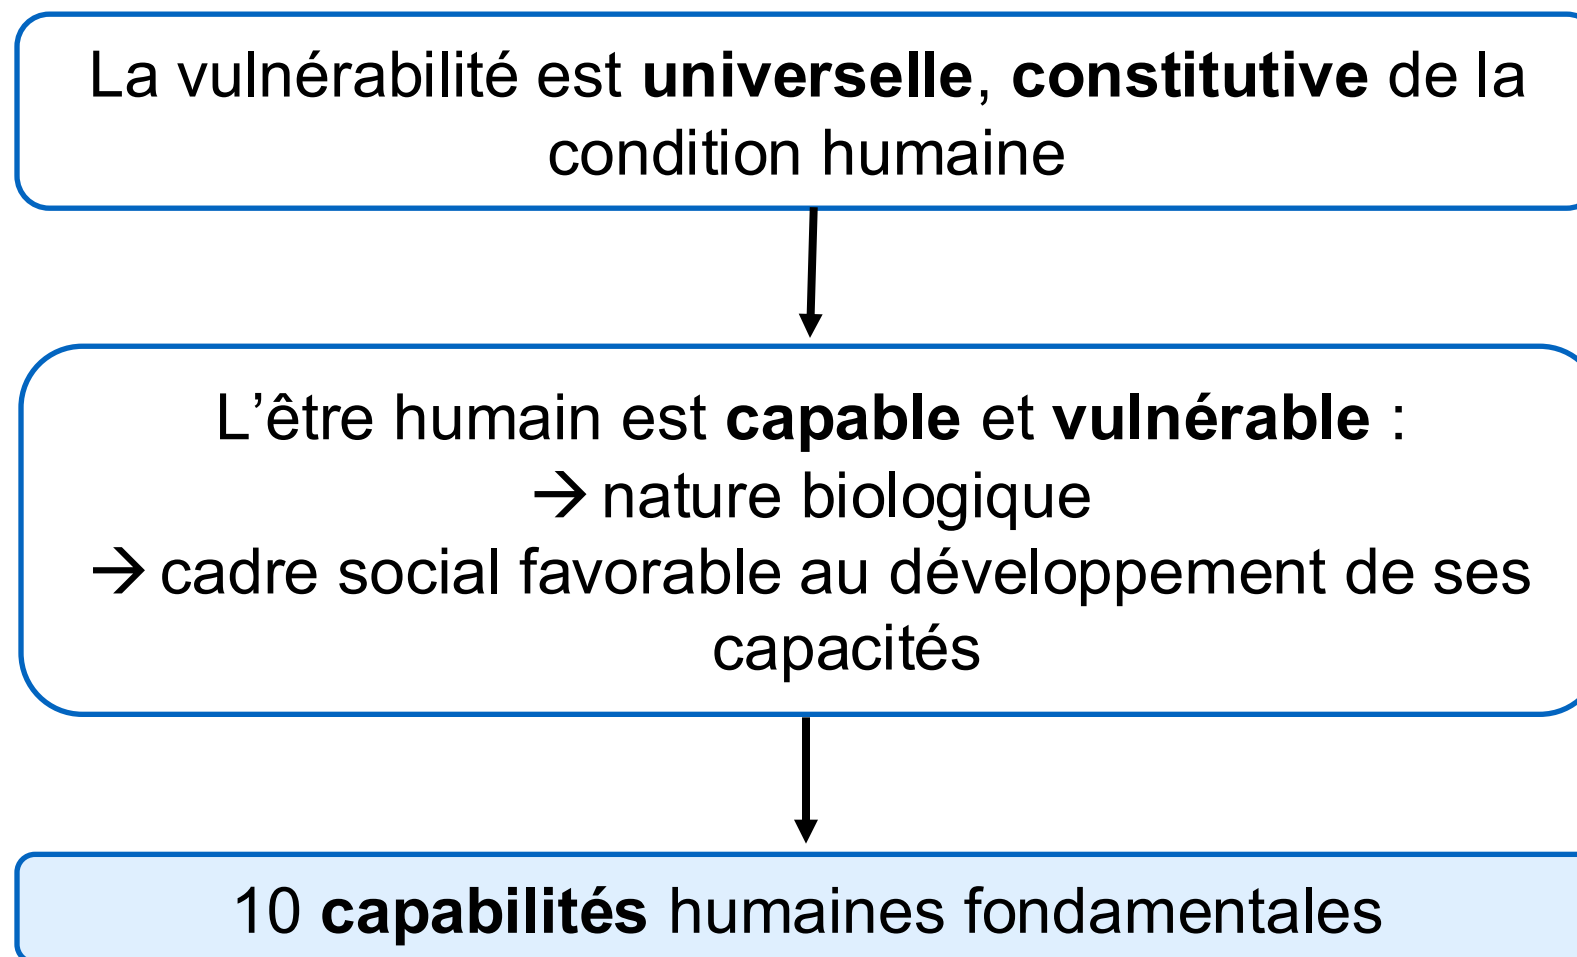 La vulnérabilité est universelle, constitutive de la
condition humaine
L’être humain est capable et vulnérable :
→ nature biologique
→ cadre social favorable au développement de ses
capacités
10 capabilités humaines fondamentales